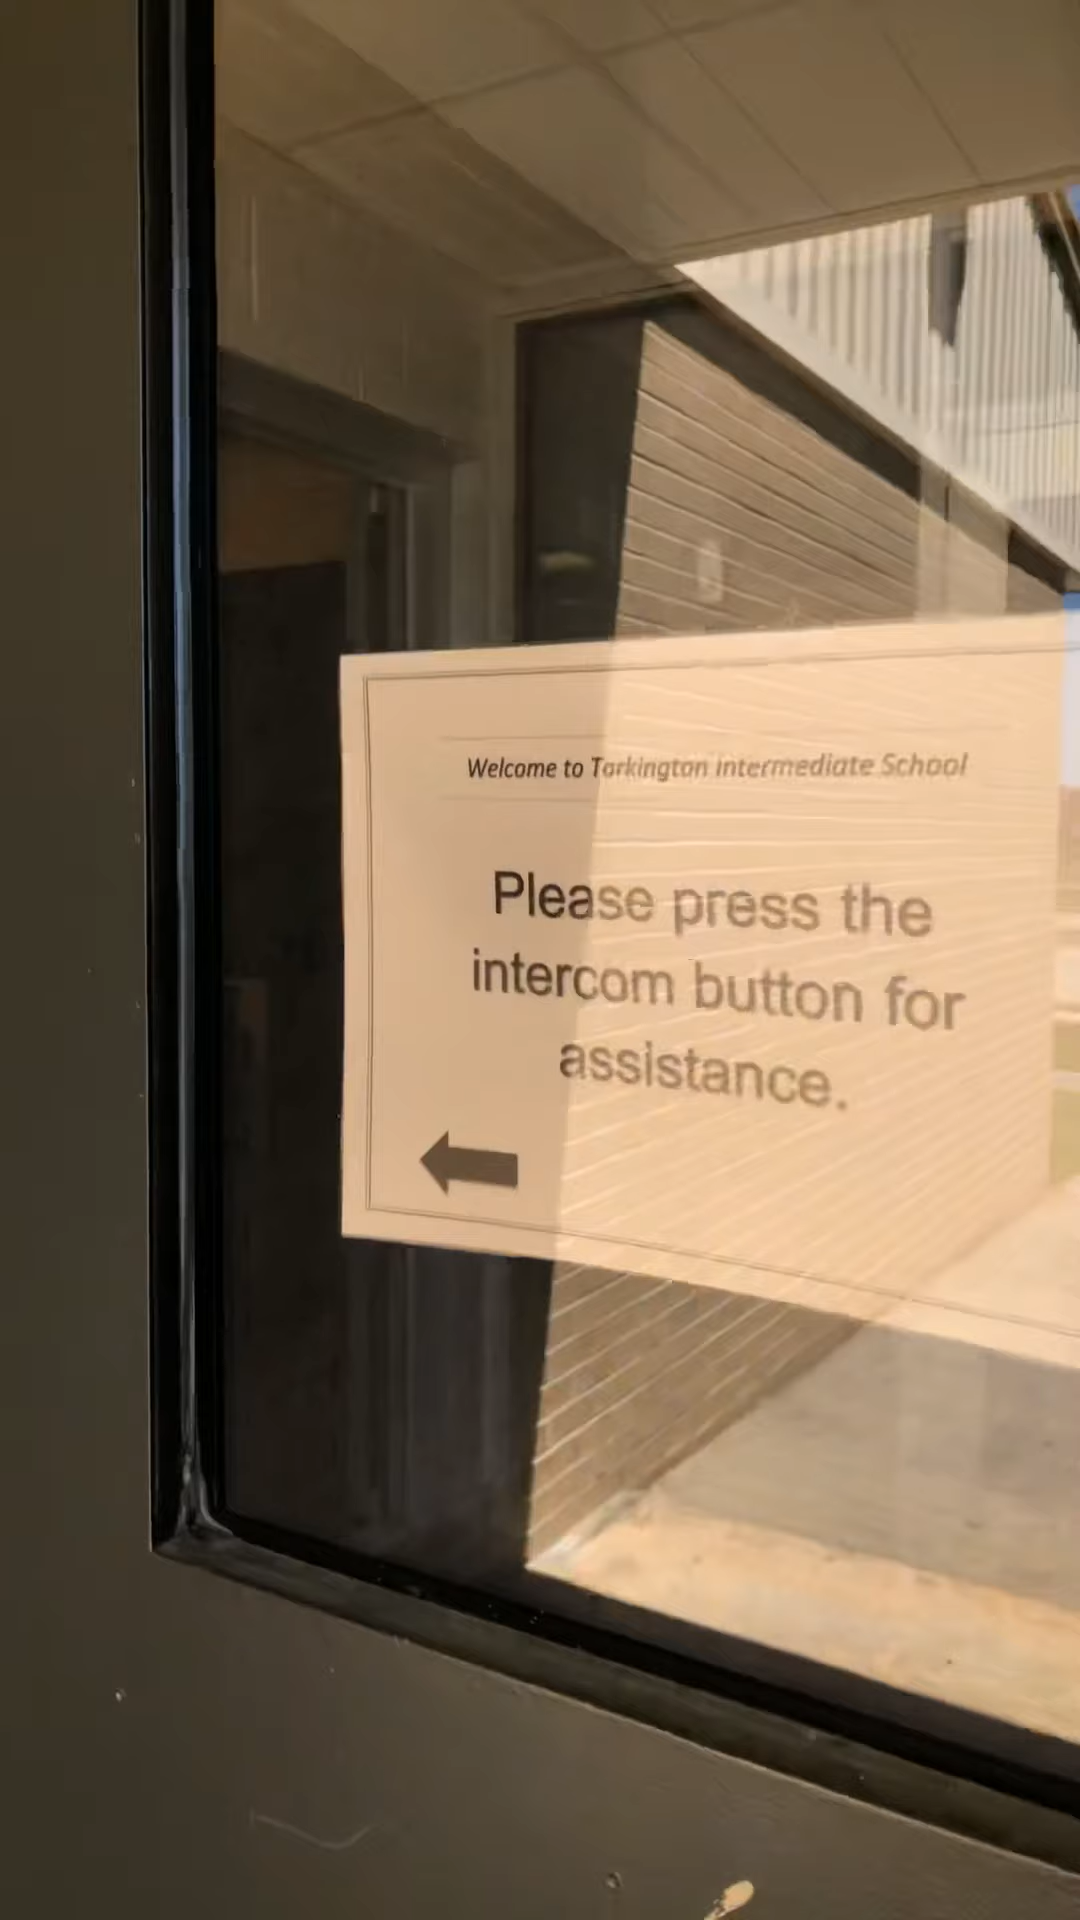 Welcome to Tarkington Intermediate School
Please press the
intercom button for
assistance.